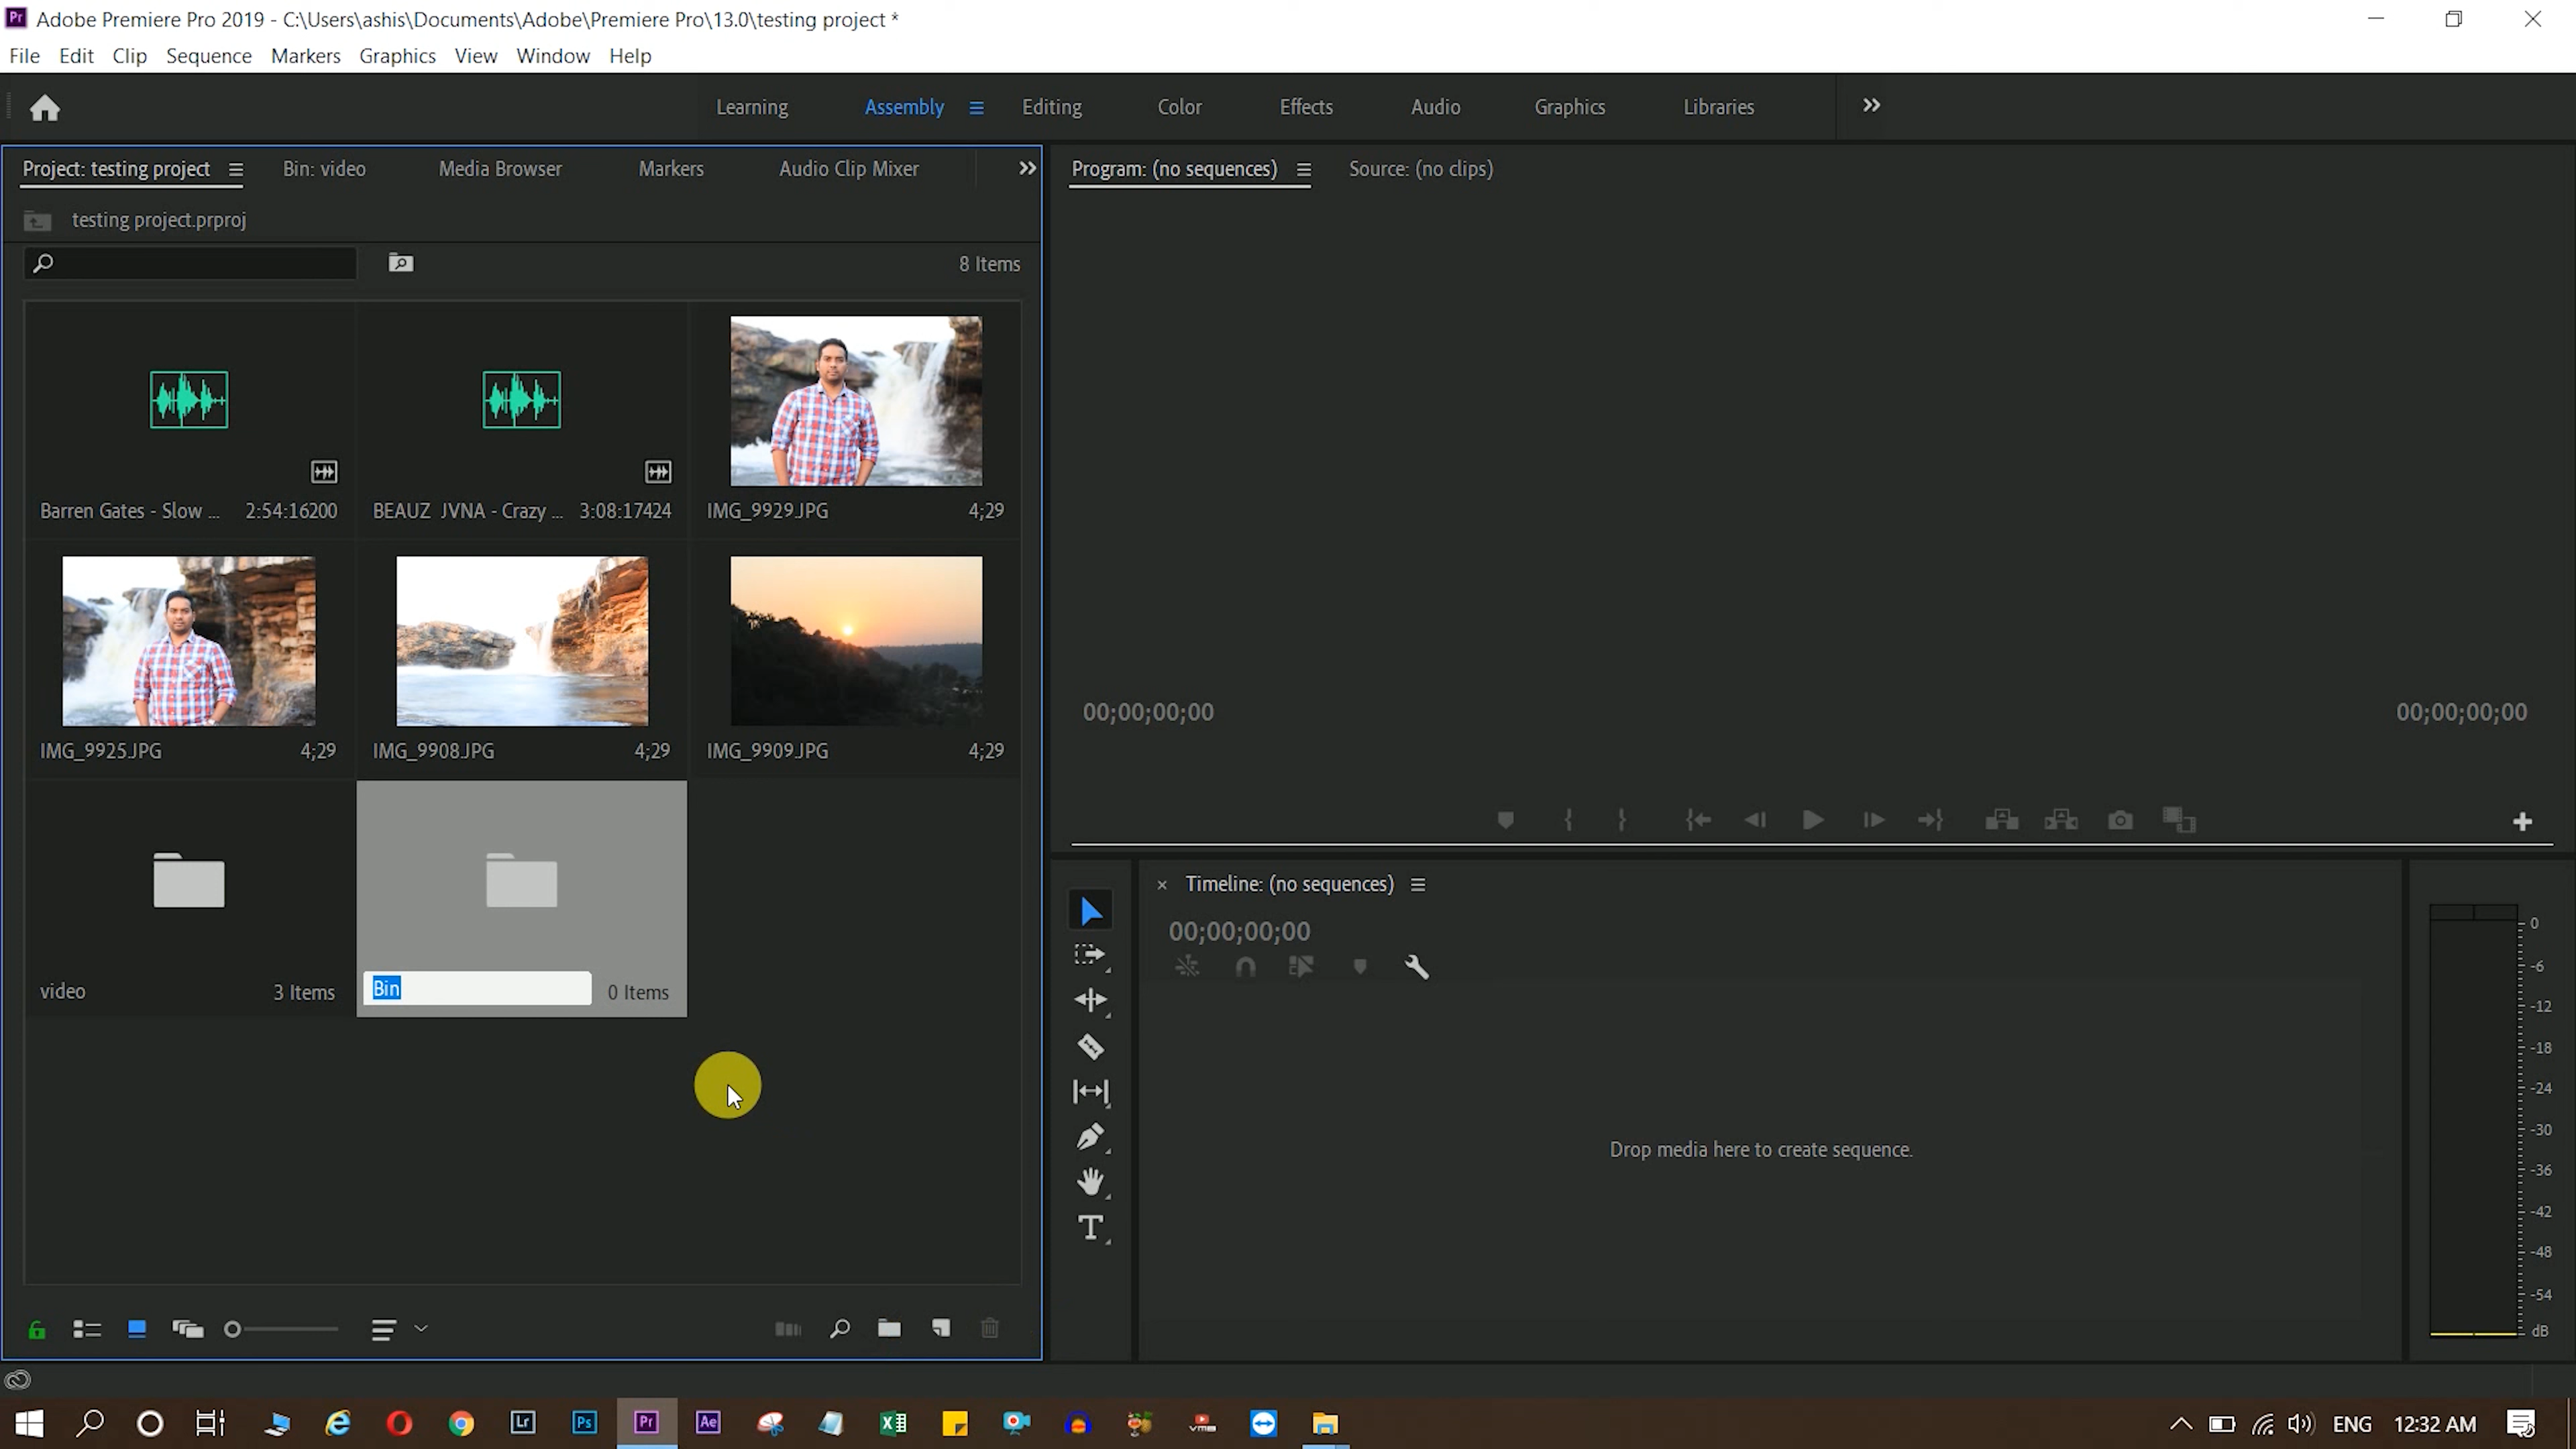 Adobe Premiere Pro 2019 - C:\Users\ashis\Documents\Adobe\Premiere Pro\13.0\testing project *
File Edit Clip Sequence Markers Graphics View Window Help
Learning Assembly Editing Color Effects Audio Graphics Libraries
Project: testing project Bin: video Media Browser Markers Audio Clip Mixer
Program: (no sequences) Source: (no clips)
testing project.prproj
8 Items
Barren Gates - Slow ... 2:54:16200
BEAUZ JVNA - Crazy ... 3:08:17424
IMG_9929.JPG 4;29
IMG_9925.JPG 4;29
IMG_9908.JPG 4;29
IMG_9909.JPG 4;29
video 3 Items
Bin 0 Items
00;00;00;00 00;00;00;00
Timeline: (no sequences)
00;00;00;00
Drop media here to create sequence.
0
-6
-12
-18
-24
-30
-36
-42
-48
-54
dB
Lr Ps Pr Ae
ENG 12:32 AM